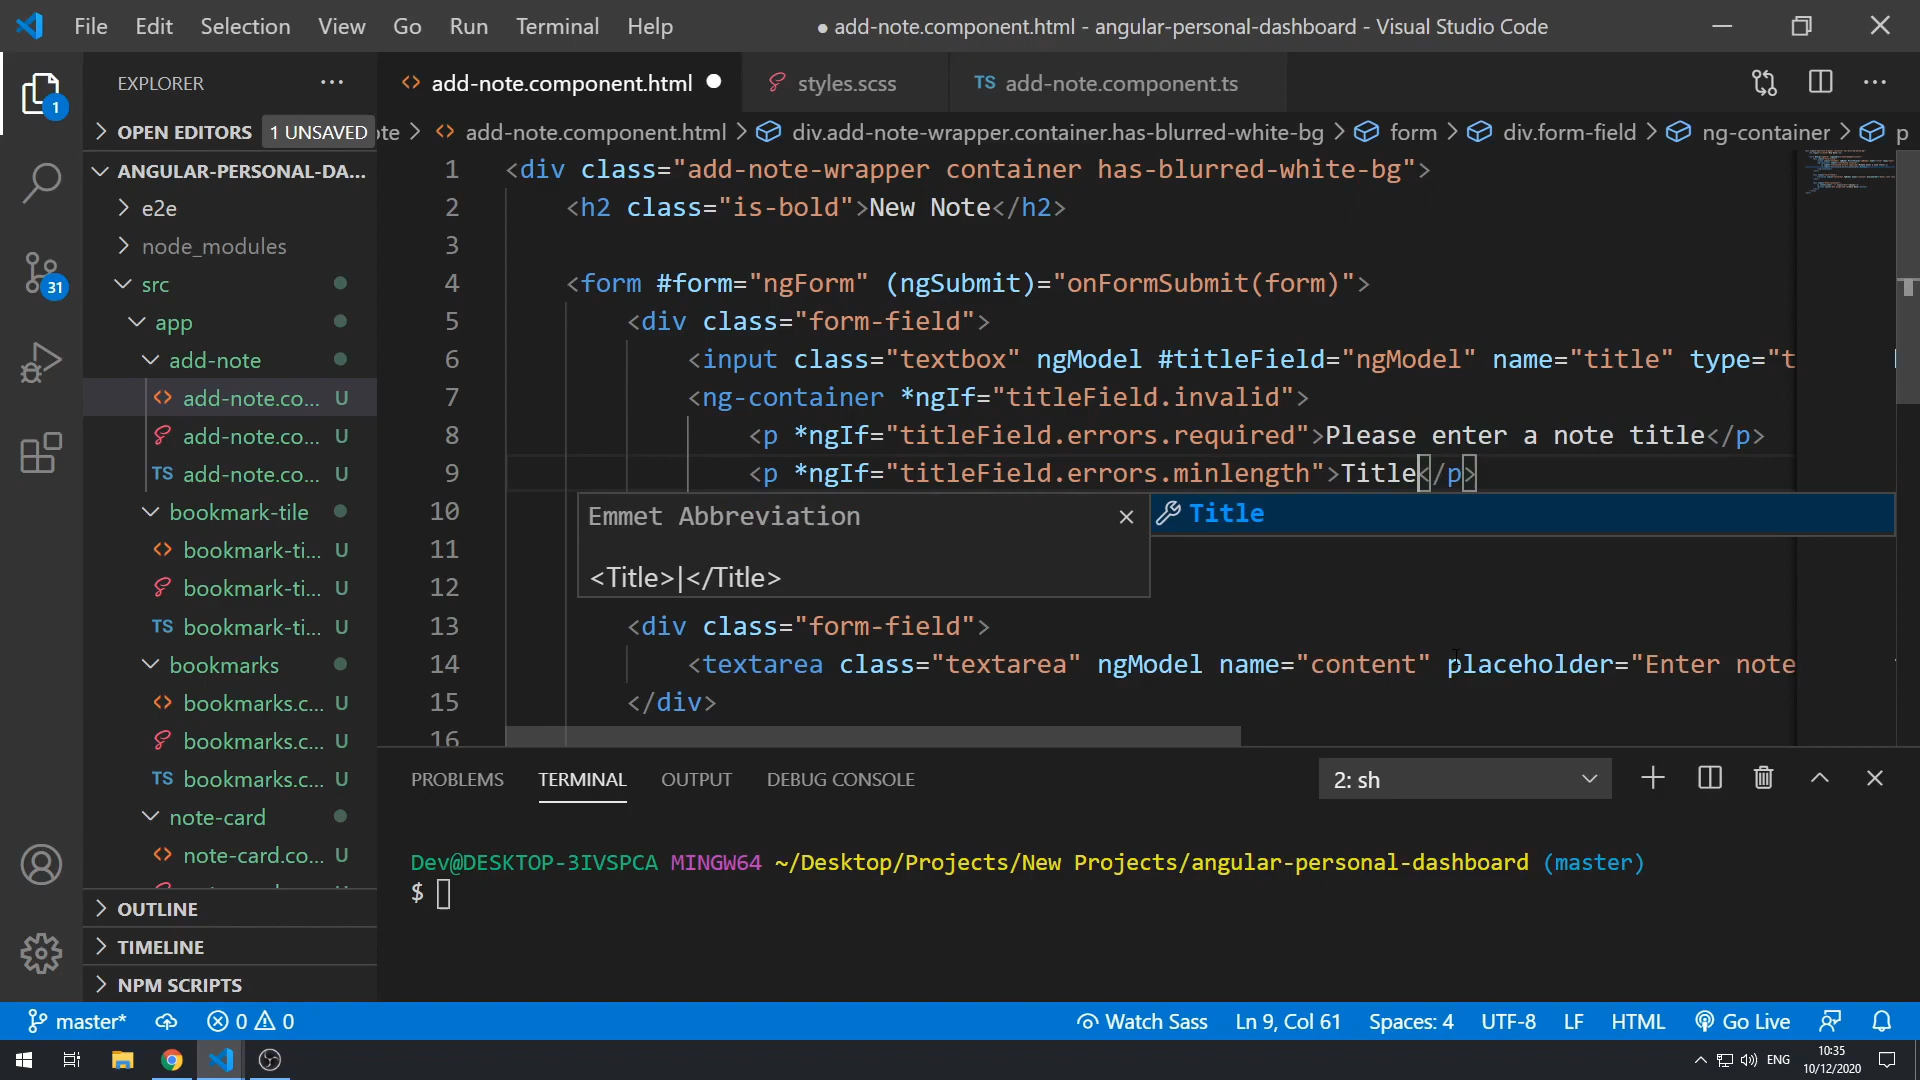 File Edit Selection View Go Run Terminal Help
● add-note.component.html - angular-personal-dashboard - Visual Studio Code
EXPLORER
add-note.component.html
styles.scss
TS add-note.component.ts
OPEN EDITORS 1 UNSAVED
te > add-note.component.html > div.add-note-wrapper.container.has-blurred-white-bg > form > div.form-field > ng-container > p
ANGULAR-PERSONAL-DA...
e2e
node_modules
src
app
add-note
add-note.co... U
add-note.co... U
TS add-note.co... U
bookmark-tile
bookmark-ti... U
bookmark-ti... U
TS bookmark-ti... U
bookmarks
bookmarks.c... U
bookmarks.c... U
TS bookmarks.c... U
note-card
note-card.co... U
OUTLINE
TIMELINE
NPM SCRIPTS
1
31
1 <div class="add-note-wrapper container has-blurred-white-bg">
2 <h2 class="is-bold">New Note</h2>
3
4 <form #form="ngForm" (ngSubmit)="onFormSubmit(form)">
5 <div class="form-field">
6 <input class="textbox" ngModel #titleField="ngModel" name="title" type="t
7 <ng-container *ngIf="titleField.invalid">
8 <p *ngIf="titleField.errors.required">Please enter a note title</p>
9 <p *ngIf="titleField.errors.minlength">Title</p>
10
11
12
13 <div class="form-field">
14 <textarea class="textarea" ngModel name="content" placeholder="Enter note
15 </div>
16
Emmet Abbreviation
<Title>|</Title>
Title
PROBLEMS TERMINAL OUTPUT DEBUG CONSOLE
2: sh
Dev@DESKTOP-3IVSPCA MINGW64 ~/Desktop/Projects/New Projects/angular-personal-dashboard (master)
$
master* 0 0
Watch Sass Ln 9, Col 61 Spaces: 4 UTF-8 LF HTML Go Live
ENG
10:35
10/12/2020